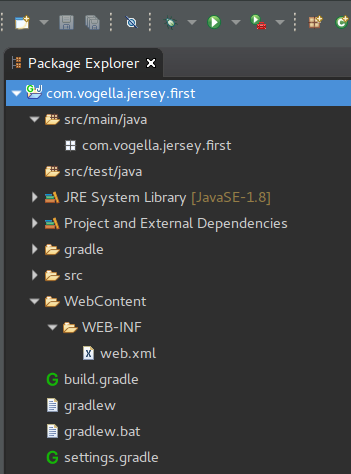 Package Explorer
com.vogella.jersey.first
src/main/java
com.vogella.jersey.first
src/test/java
JRE System Library [JavaSE-1.8]
Project and External Dependencies
gradle
src
WebContent
WEB-INF
web.xml
build.gradle
gradlew
gradlew.bat
settings.gradle